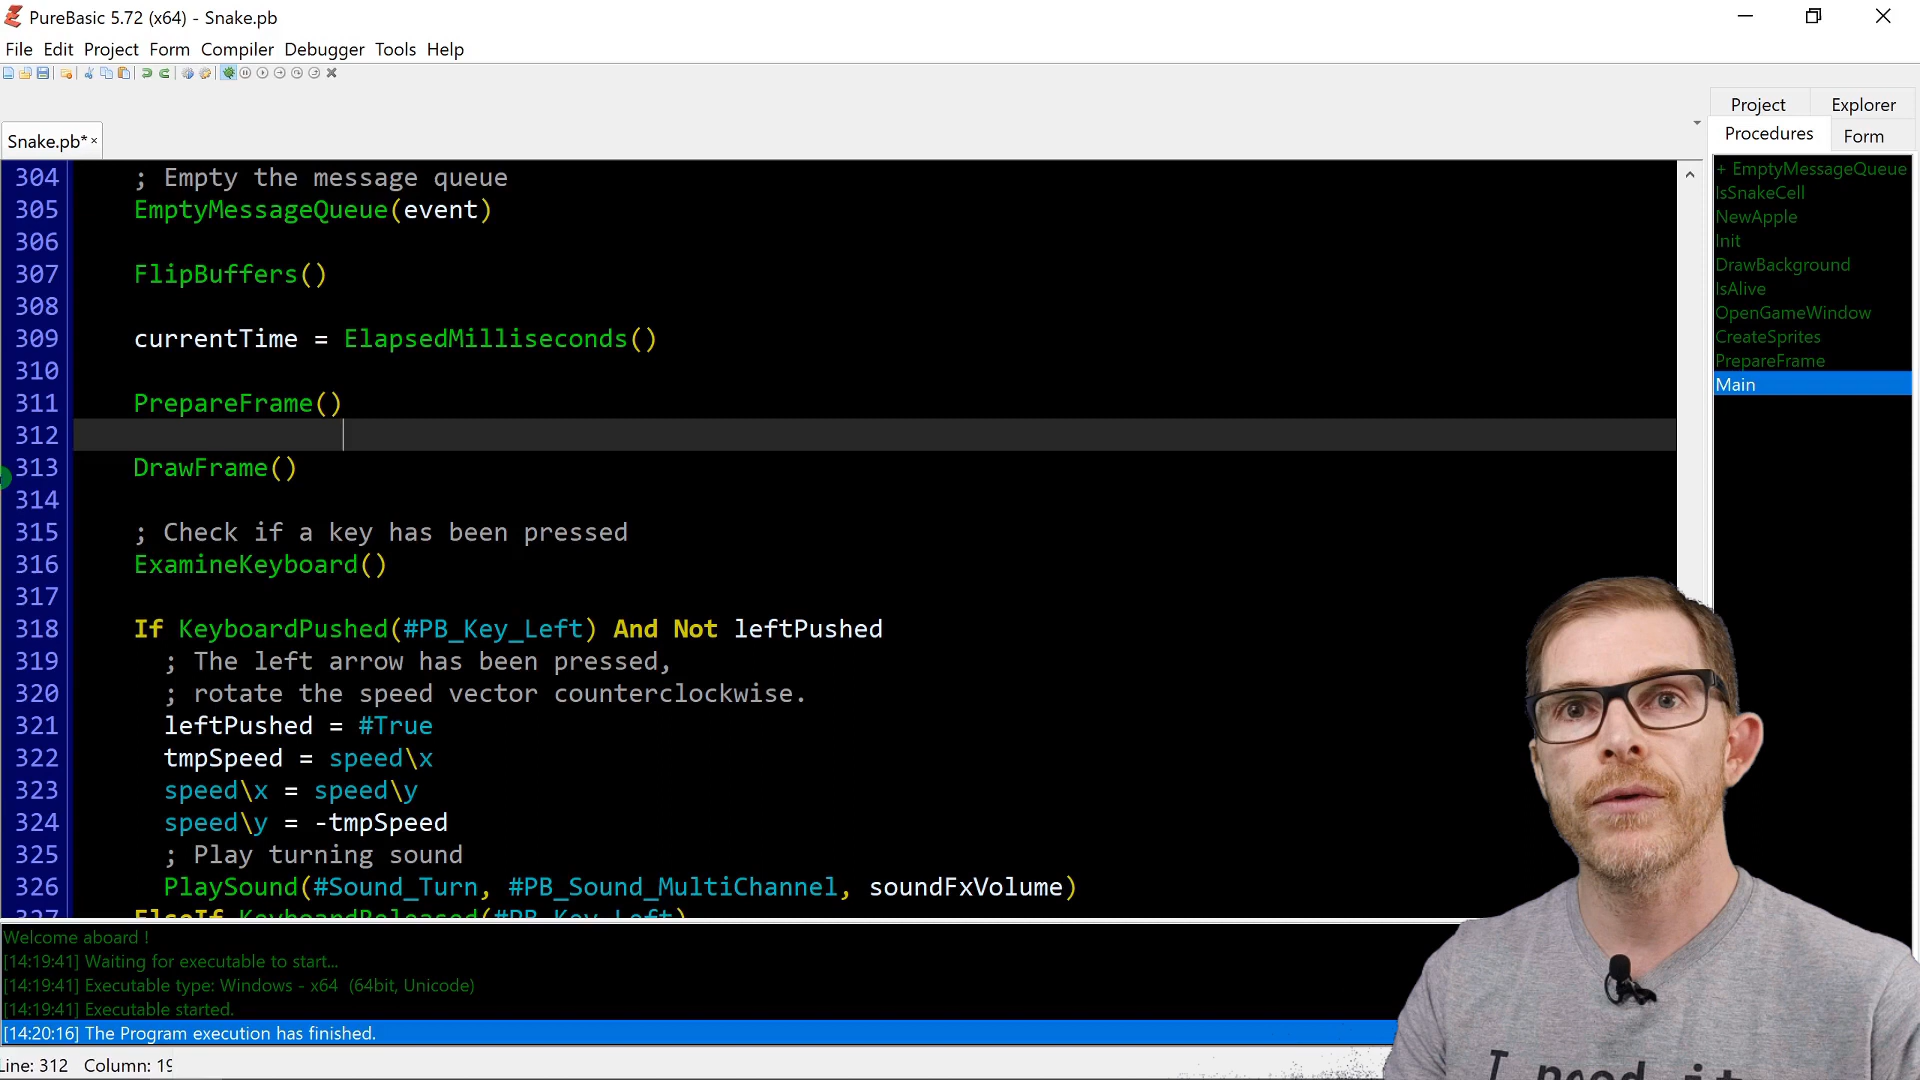 PureBasic 5.72 (x64) - Snake.pb
File Edit Project Form Compiler Debugger Tools Help
Snake.pb*
304 ; Empty the message queue
305 EmptyMessageQueue(event)
306
307 FlipBuffers()
308
309 currentTime = ElapsedMilliseconds()
310
311 PrepareFrame()
312
313 DrawFrame()
314
315 ; Check if a key has been pressed
316 ExamineKeyboard()
317
318 If KeyboardPushed(#PB_Key_Left) And Not leftPushed
319 ; The left arrow has been pressed,
320 ; rotate the speed vector counterclockwise.
321 leftPushed = #True
322 tmpSpeed = speed\x
323 speed\x = speed\y
324 speed\y = -tmpSpeed
325 ; Play turning sound
326 PlaySound(#Sound_Turn, #PB_Sound_MultiChannel, soundFxVolume)
327 ElseIf KeyboardReleased(#PB_Key_Left)
Project Explorer
Procedures Form
+ EmptyMessageQueue
IsSnakeCell
NewApple
Init
DrawBackground
IsAlive
OpenGameWindow
CreateSprites
PrepareFrame
Main
Welcome aboard !
[14:19:41] Waiting for executable to start...
[14:19:41] Executable type: Windows - x64 (64bit, Unicode)
[14:19:41] Executable started.
[14:20:16] The Program execution has finished.
Line: 312 Column: 19
I need it